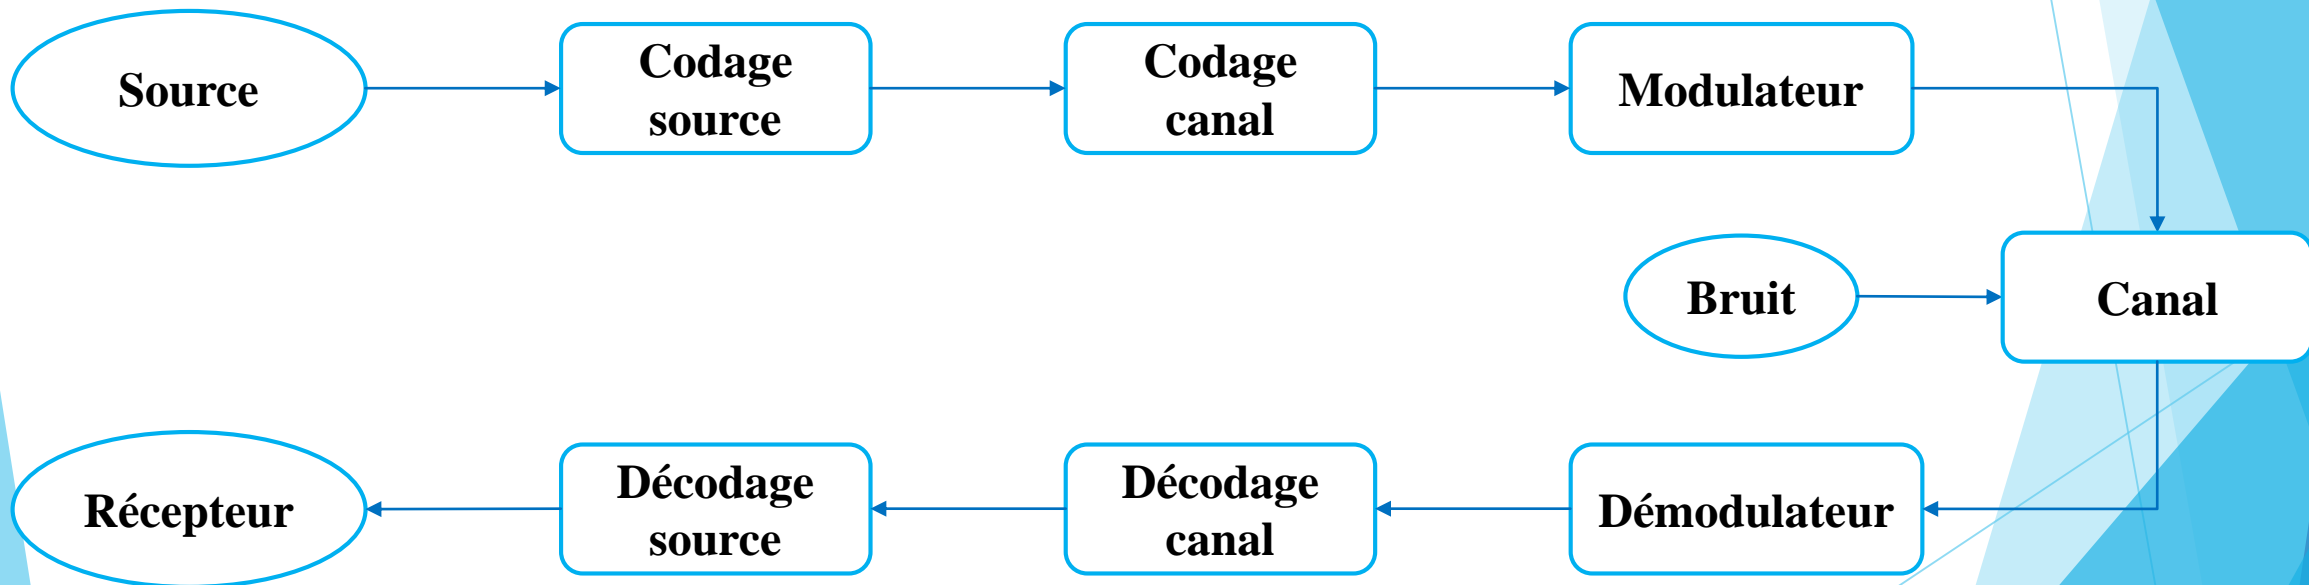 Source
Codage
source
Codage
canal
Modulateur
Bruit
Canal
Récepteur
Décodage
source
Décodage
canal
Démodulateur